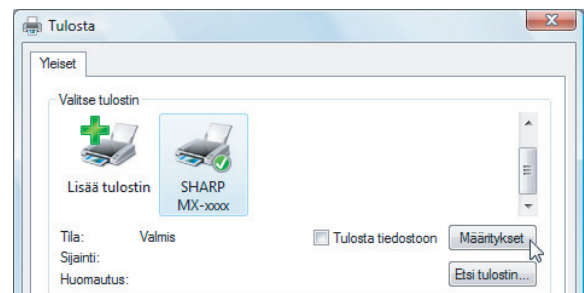 Tulosta
Yleiset
Valitse tulostin
Lisää tulostin
SHARP
MX-xxxx
Tila: Valmis
Tulosta tiedostoon
Määritykset
Sijainti:
Huomautus:
Etsi tulostin...